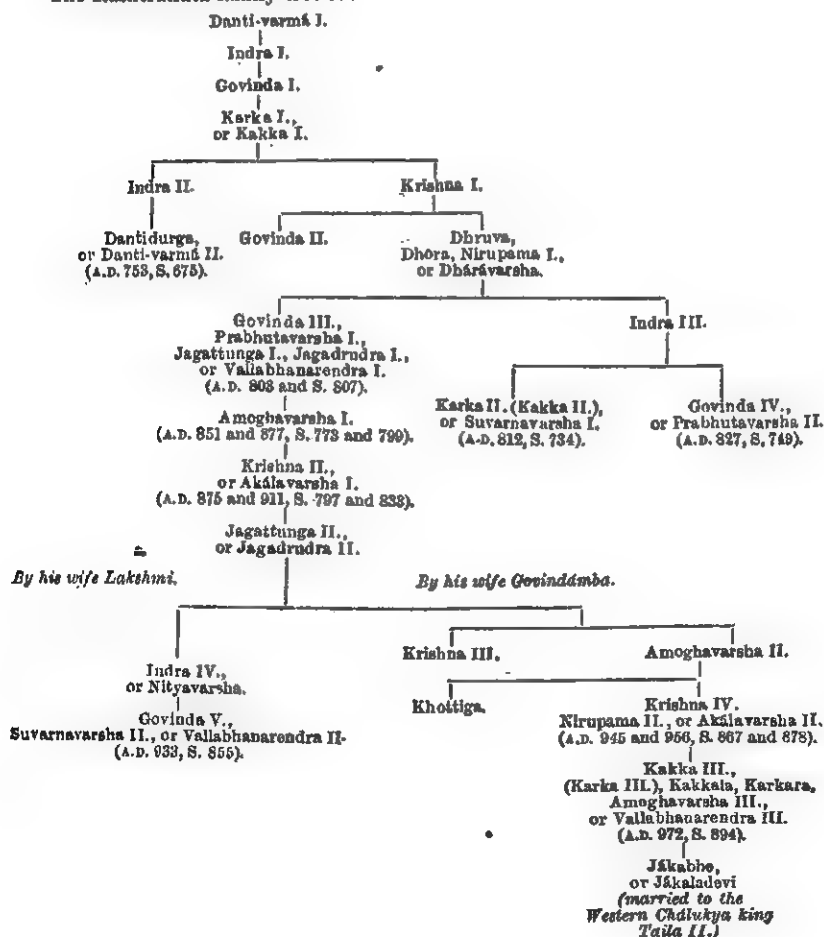 Danti-varmá I.
Indra I.
Govinda I.
Karka I.,
or Kakka I.
Indra II.
Krishna I.
Dantidurga,
or Danti-varmá II.
(A.D. 753, S. 675).
Govinda II.
Dhruva,
Dhora, Nirupama I.,
or Dhárávarsha.
Govinda III.,
Prabhutavarsha I.,
Jagattunga I., Jagadrudra I.,
or Vallabhanarendra I.
(A.D. 803 and S. 807).
Indra III.
Karka II. (Kakka II.),
or Suvarnavarsha I.
(A.D. 812, S. 734).
Govinda IV.,
or Prabhutavarsha II.
(A.D. 827, S. 749).
Amoghavarsha I.
(A.D. 851 and 877, S. 773 and 799).
Krishna II.,
or Akálavarsha I.
(A.D. 875 and 911, S. 797 and 833).
Jagattunga II.,
or Jagadrudra II.
By his wife Lakshmi.
By his wife Govindámba.
Indra IV.,
or Nityavarsha.
Krishna III.
Amoghavarsha II.
Govinda V.,
Suvarnavarsha II., or Vallabhanarendra II.
(A.D. 933, S. 855).
Khottiga.
Krishna IV.
Nirupama II., or Akálavarsha II.
(A.D. 945 and 956, S. 867 and 878).
Kakka III.,
(Karka III.), Kakkala, Karkara,
Amoghavarsha III.,
or Vallabhanarendra III.
(A.D. 972, S. 894).
Jákabbe,
or Jákaladevi
(married to the
Western Chálukya king
Taila II.)